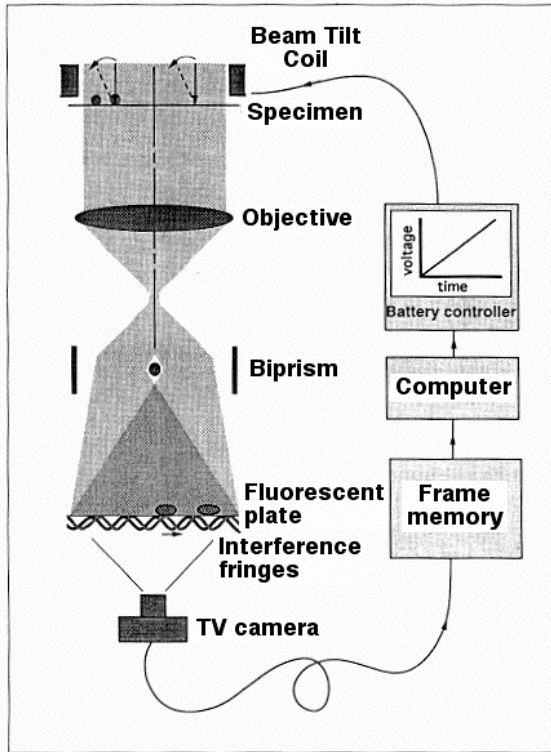 Beam Tilt
Coil
Specimen
Objective
voltage
time
Battery controller
Biprism
Computer
Fluorescent
plate
Frame
memory
Interference
fringes
TV camera